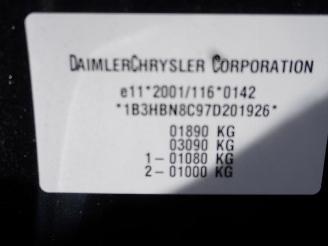 DAIMLERCHRYSLER CORPORATION
e11*2001/116*0142
*1B3HBN8C97D201926*
01890 KG
03090 KG
1-01080 KG
2-01000 KG